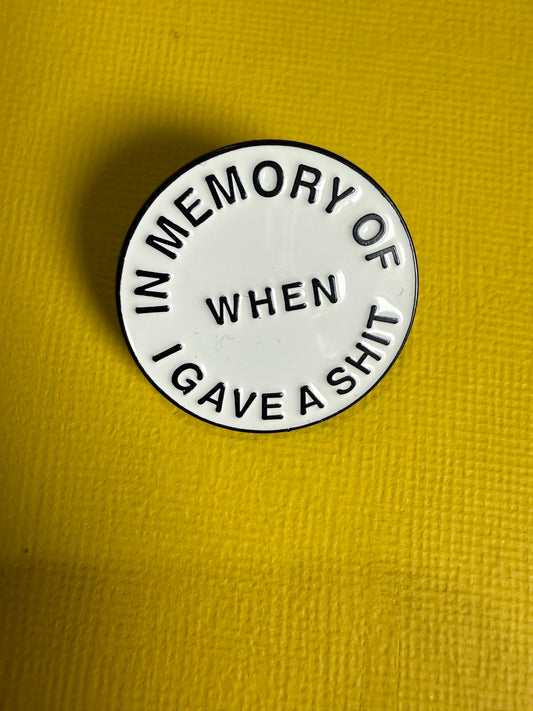 IN MEMORY OF
WHEN
I GAVE A SHIT